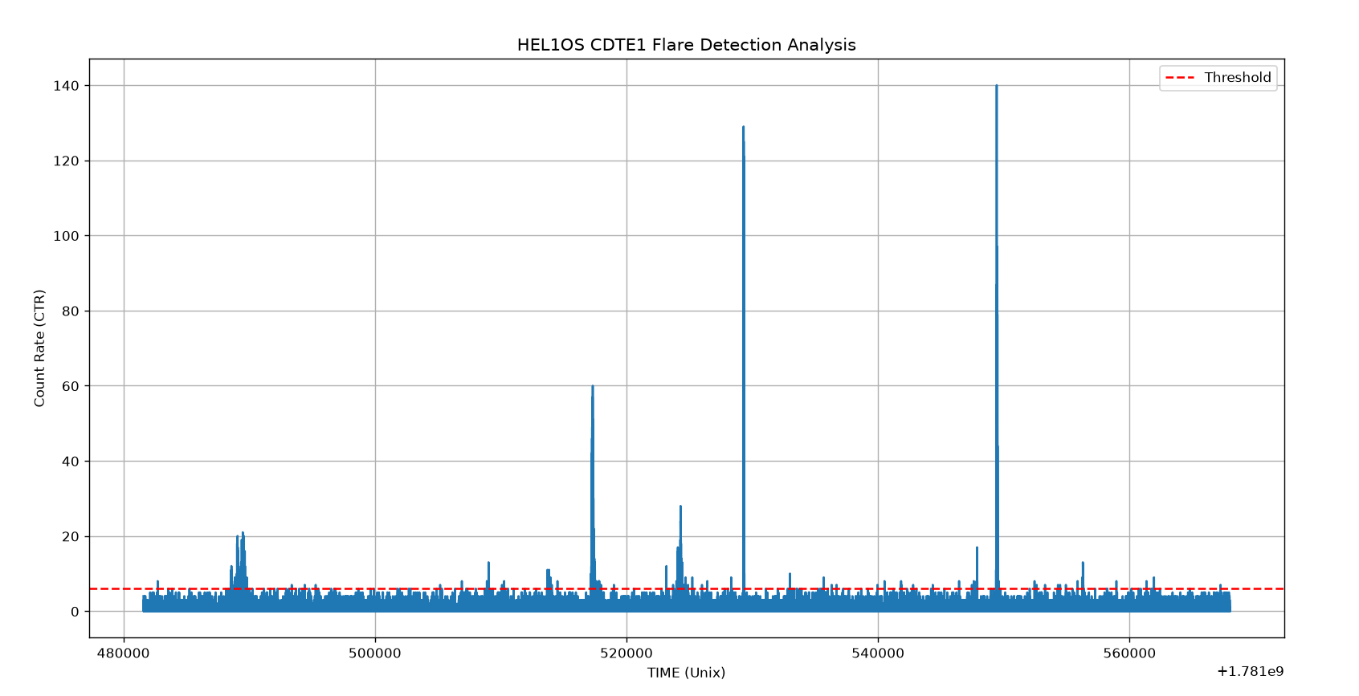 HEL1OS CDTE1 Flare Detection Analysis
Threshold
140
120
100
80
60
40
20
0
Count Rate (CTR)
480000
500000
520000
540000
560000
TIME (Unix)
+1.781e9